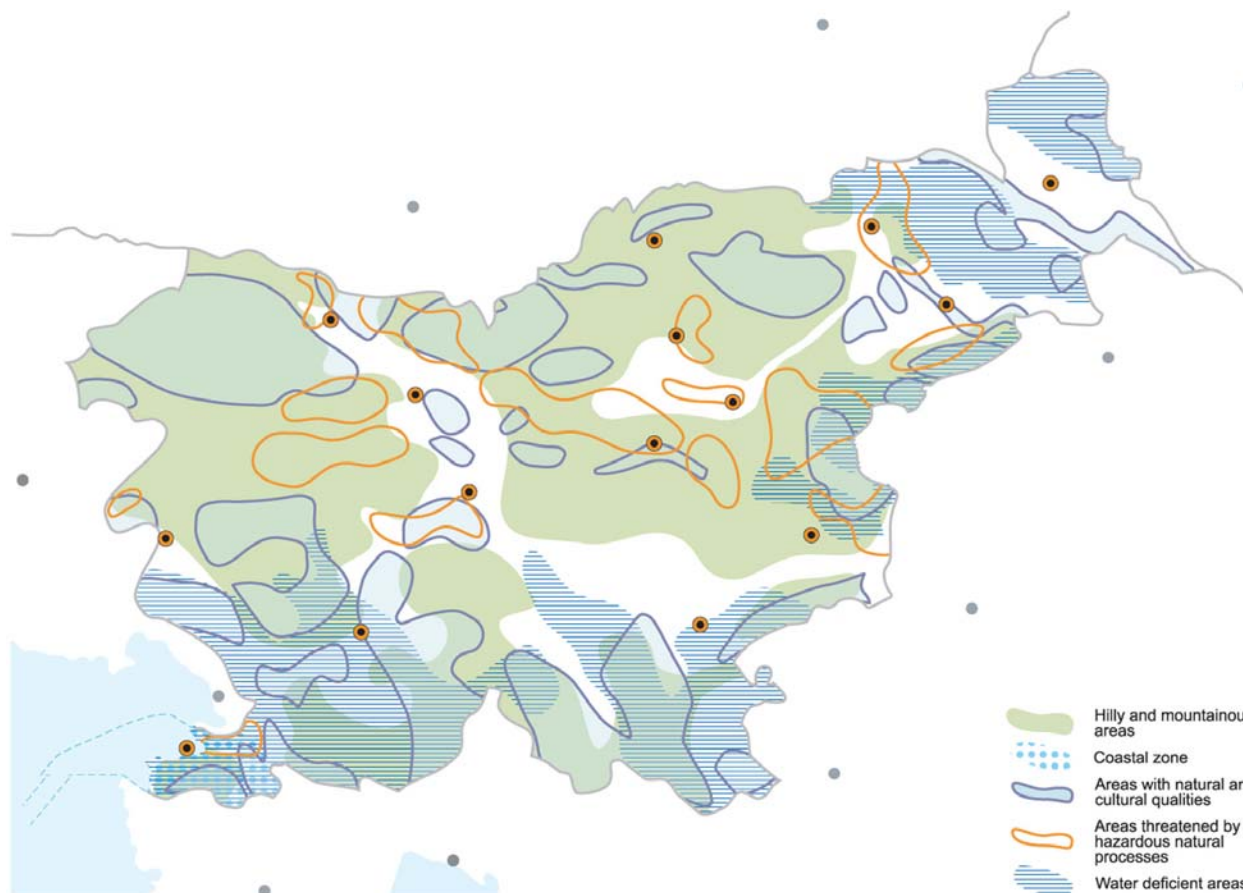 Hilly and mountainou
areas
Coastal zone
Areas with natural an
cultural qualities
Areas threatened by
hazardous natural
processes
Water deficient areas